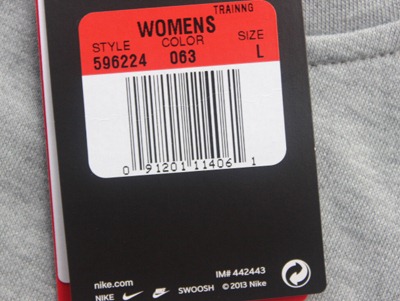 TRAINNG
WOMENS
STYLE COLOR SIZE
596224 063 L
0 91201 11406 1
nike.com IM# 442443
NIKE SWOOSH ©2013 Nike